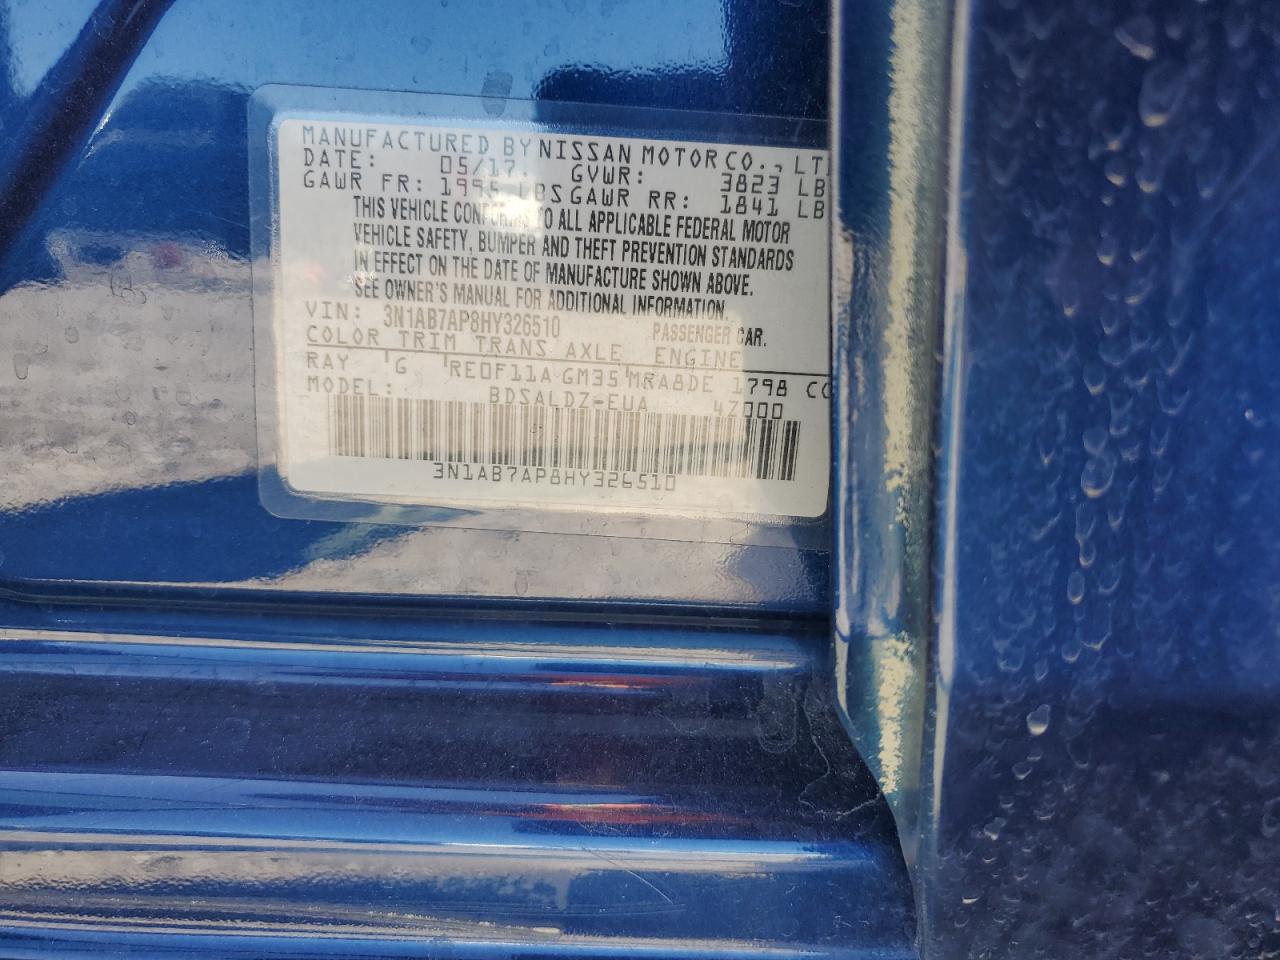 MANUFACTURED BY NISSAN MOTOR CO., LT
DATE: 05/17. GVWR: 3823 LB
GAWR FR: 1995 LBS GAWR RR: 1841 LB
THIS VEHICLE CONFORMS TO ALL APPLICABLE FEDERAL MOTOR
VEHICLE SAFETY, BUMPER AND THEFT PREVENTION STANDARDS
IN EFFECT ON THE DATE OF MANUFACTURE SHOWN ABOVE.
SEE OWNER'S MANUAL FOR ADDITIONAL INFORMATION.
VIN: 3N1AB7AP8HY326510 PASSENGER CAR.
COLOR TRIM TRANS AXLE ENGINE
RAY G RE0F11A GM35 MRA8DE 1798 CC
MODEL: BDSALDZ-EUA 47000
3N1AB7AP8HY326510